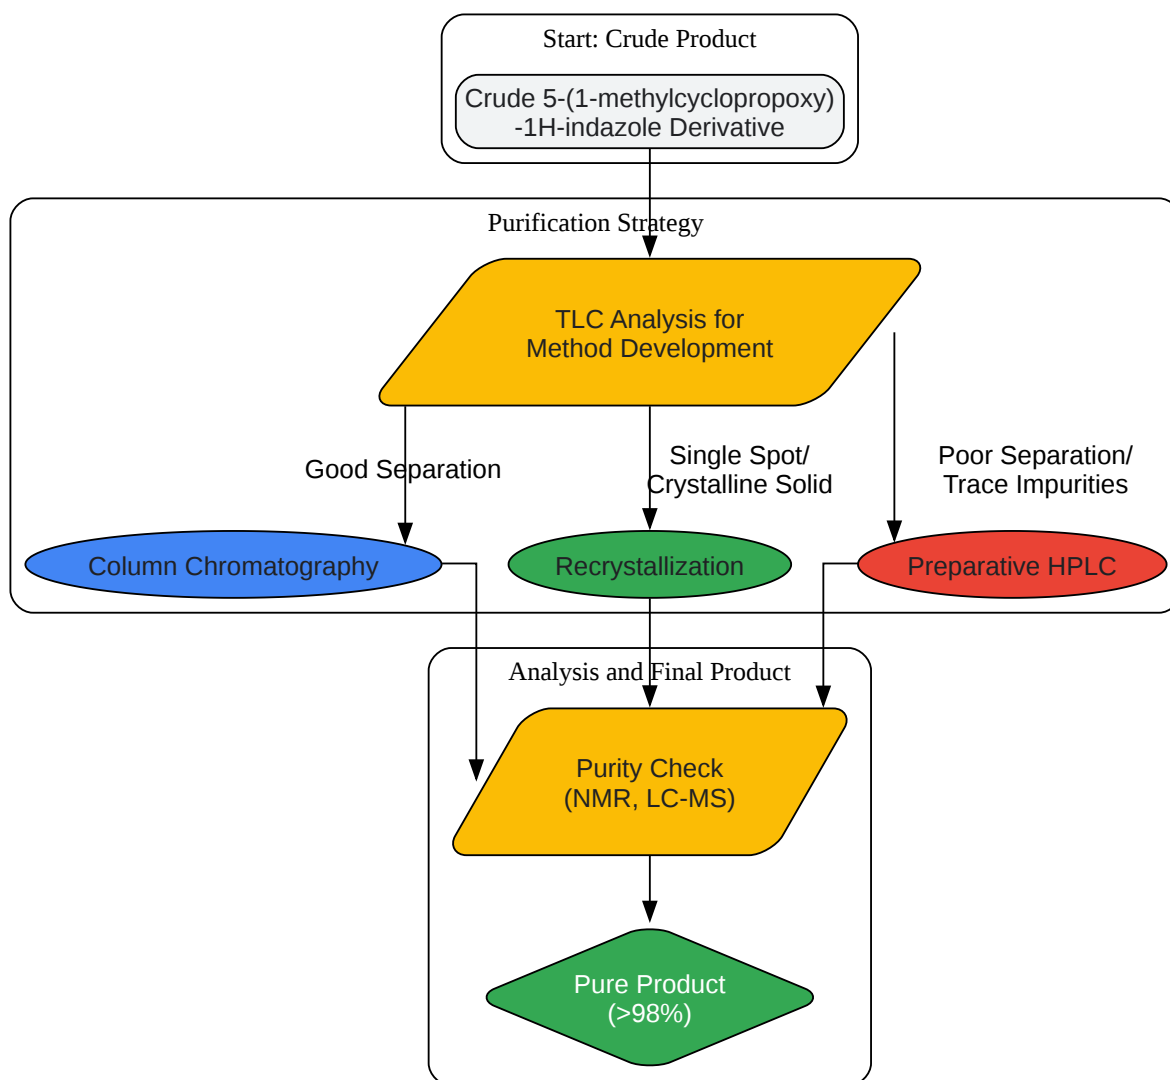 Start: Crude Product
Crude 5-(1-methylcyclopropoxy)
-1H-indazole Derivative
Purification Strategy
TLC Analysis for
Method Development
Good Separation
Single Spot/
Crystalline Solid
Poor Separation/
Trace Impurities
Column Chromatography
Recrystallization
Preparative HPLC
Analysis and Final Product
Purity Check
(NMR, LC-MS)
Pure Product
(>98%)